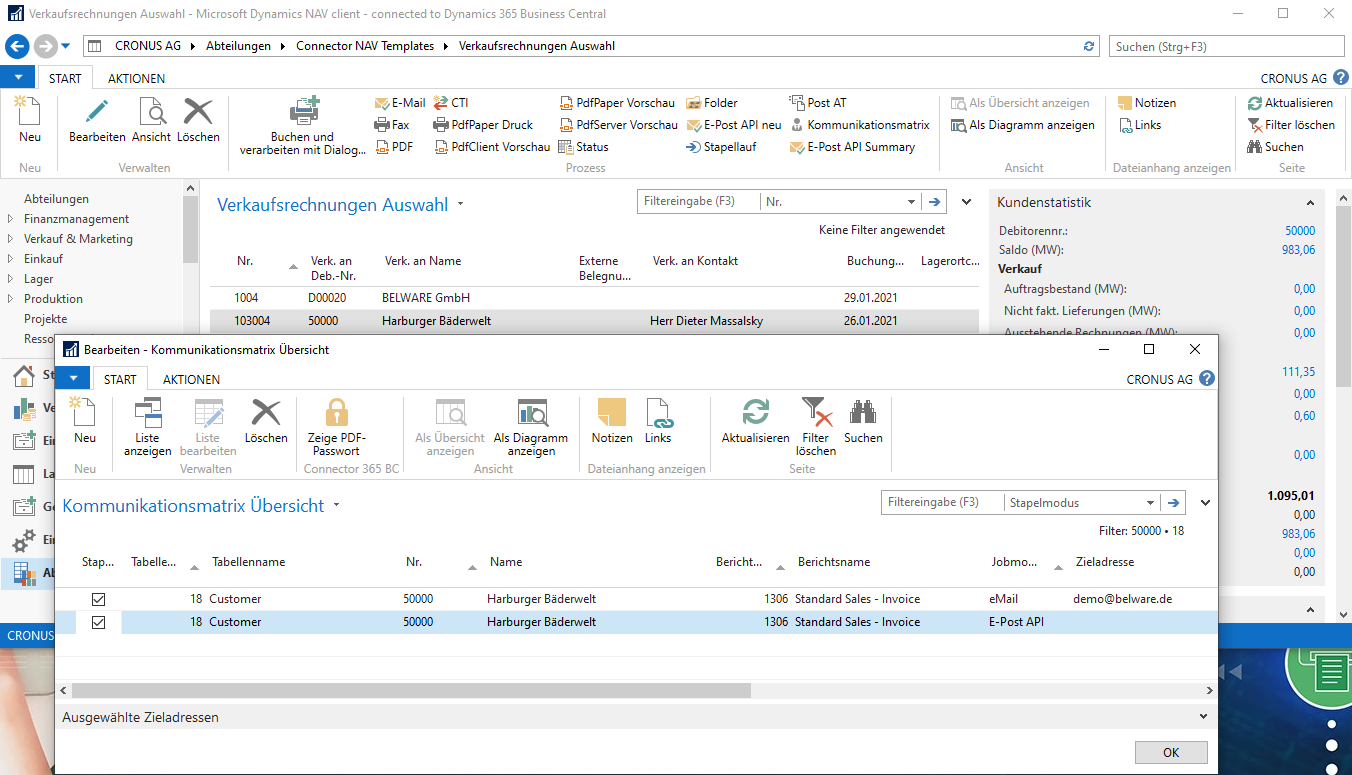 Verkaufsrechnungen Auswahl - Microsoft Dynamics NAV client - connected to Dynamics 365 Business Central
CRONUS AG Abteilungen Connector NAV Templates Verkaufsrechnungen Auswahl
Suchen (Strg+F3)
START AKTIONEN
CRONUS AG
Neu
Neu
Bearbeiten Ansicht Löschen
Verwalten
Buchen und
verarbeiten mit Dialog...
E-Mail CTI PdfPaper Vorschau Folder Post AT
Fax PdfPaper Druck PdfServer Vorschau E-Post API neu Kommunikationsmatrix
PDF PdfClient Vorschau Status Stapellauf E-Post API Summary
Prozess
Als Übersicht anzeigen
Als Diagramm anzeigen
Ansicht
Notizen
Links
Dateianhang anzeigen
Aktualisieren
Filter löschen
Suchen
Seite
Abteilungen
Finanzmanagement
Verkauf & Marketing
Einkauf
Lager
Produktion
Projekte
Resso
Verkaufsrechnungen Auswahl
Filtereingabe (F3) Nr.
Keine Filter angewendet
Nr. Verk. an Deb.-Nr. Verk. an Name Externe Belegnu... Verk. an Kontakt Buchung... Lagerortc...
1004 D00020 BELWARE GmbH 29.01.2021
103004 50000 Harburger Bäderwelt Herr Dieter Massalsky 26.01.2021
Kundenstatistik
Debitorennr.: 50000
Saldo (MW): 983,06
Verkauf
Auftragsbestand (MW): 0,00
Nicht fakt. Lieferungen (MW): 0,00
Ausstehende Rechnungen (MW): 0,00
111,35
0,00
0,60
0,00
1.095,01
0,00
983,06
0,00
0,00
St
Ve
Ein
La
Ge
Ei
Ab
CRONUS
Bearbeiten - Kommunikationsmatrix Übersicht
START AKTIONEN
CRONUS AG
Neu
Neu
Liste
anzeigen
Liste
bearbeiten
Löschen
Verwalten
Zeige PDF-
Passwort
Connector 365 BC
Als Übersicht
anzeigen
Als Diagramm
anzeigen
Ansicht
Notizen Links
Dateianhang anzeigen
Aktualisieren
Filter
löschen
Suchen
Seite
Kommunikationsmatrix Übersicht
Filtereingabe (F3) Stapelmodus
Filter: 50000 • 18
Stap... Tabelle... Tabellenname Nr. Name Bericht... Berichtsname Jobmo... Zieladresse
18 Customer 50000 Harburger Bäderwelt 1306 Standard Sales - Invoice eMail demo@belware.de
18 Customer 50000 Harburger Bäderwelt 1306 Standard Sales - Invoice E-Post API
Ausgewählte Zieladressen
OK